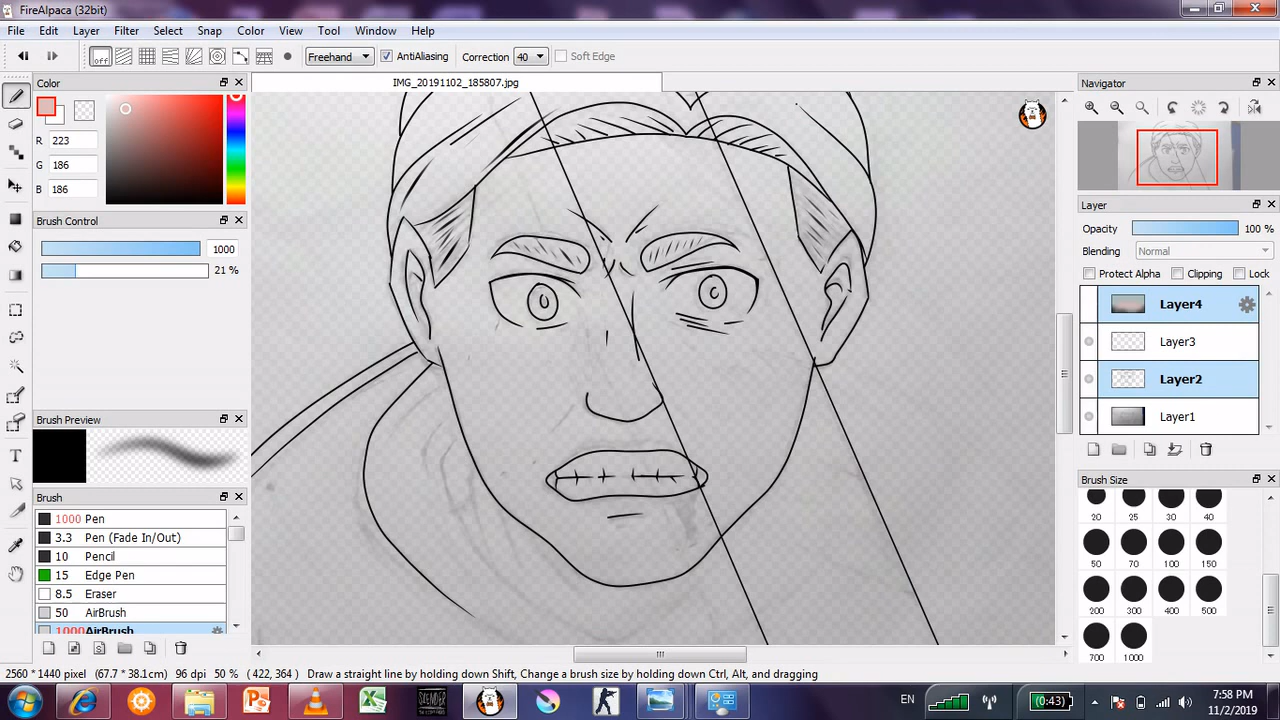 FireAlpaca (32bit)
File Edit Layer Filter Select Snap Color View Tool Window Help
off Freehand AntiAliasing Correction 40 Soft Edge
Color
R 223
G 186
B 186
Brush Control
1000
21 %
Brush Preview
Brush
1000 Pen
3.3 Pen (Fade In/Out)
10 Pencil
15 Edge Pen
8.5 Eraser
50 AirBrush
1000 AirBrush
IMG_20191102_185807.jpg
Navigator
Layer
Opacity 100 %
Blending Normal
Protect Alpha Clipping Lock
Layer4
Layer3
Layer2
Layer1
Brush Size
20 25 30 40
50 70 100 150
200 300 400 500
700 1000
2560 * 1440 pixel (67.7 * 38.1cm) 96 dpi 50 % ( 422, 364 ) Draw a straight line by holding down Shift, Change a brush size by holding down Ctrl, Alt, and dragging
EN (0:43) 7:58 PM
11/2/2019